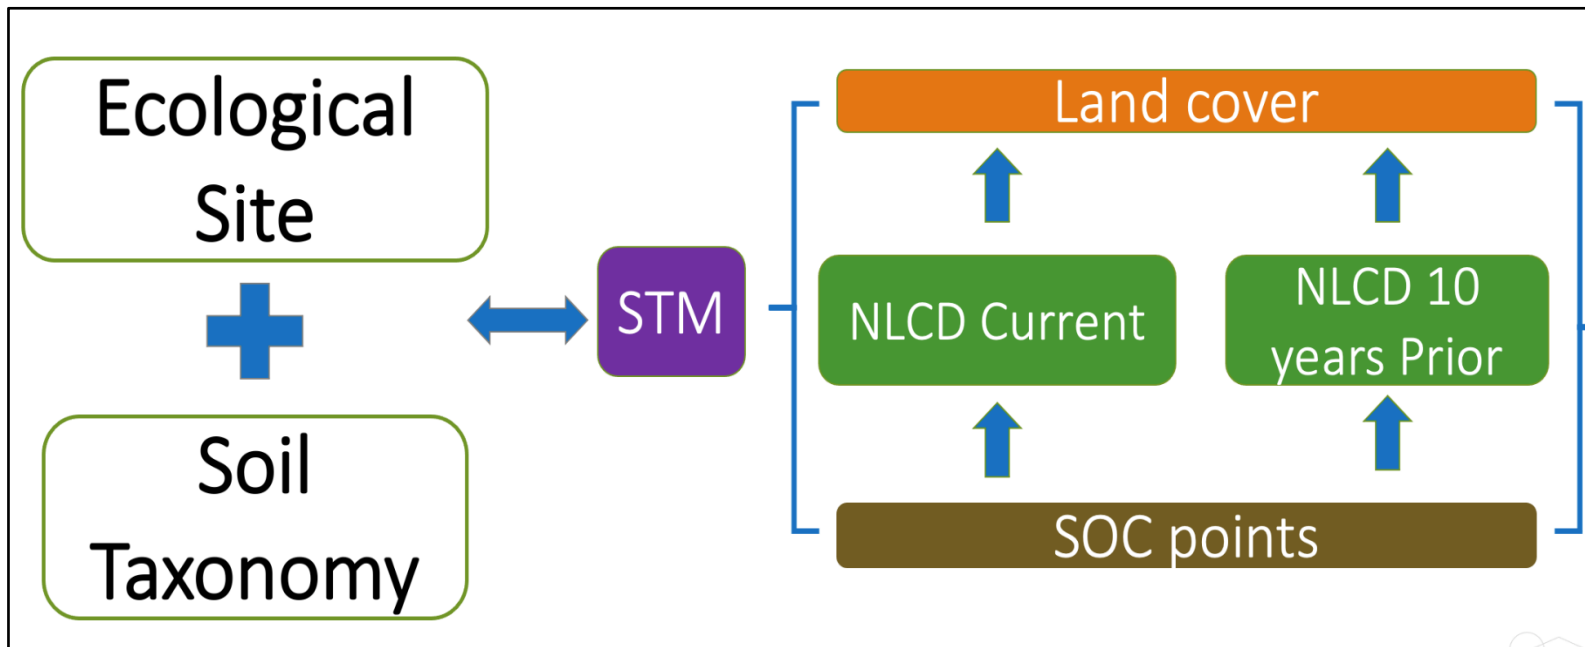 Ecological
Site
Soil
Taxonomy
STM
Land cover
NLCD Current
NLCD 10
years Prior
SOC points